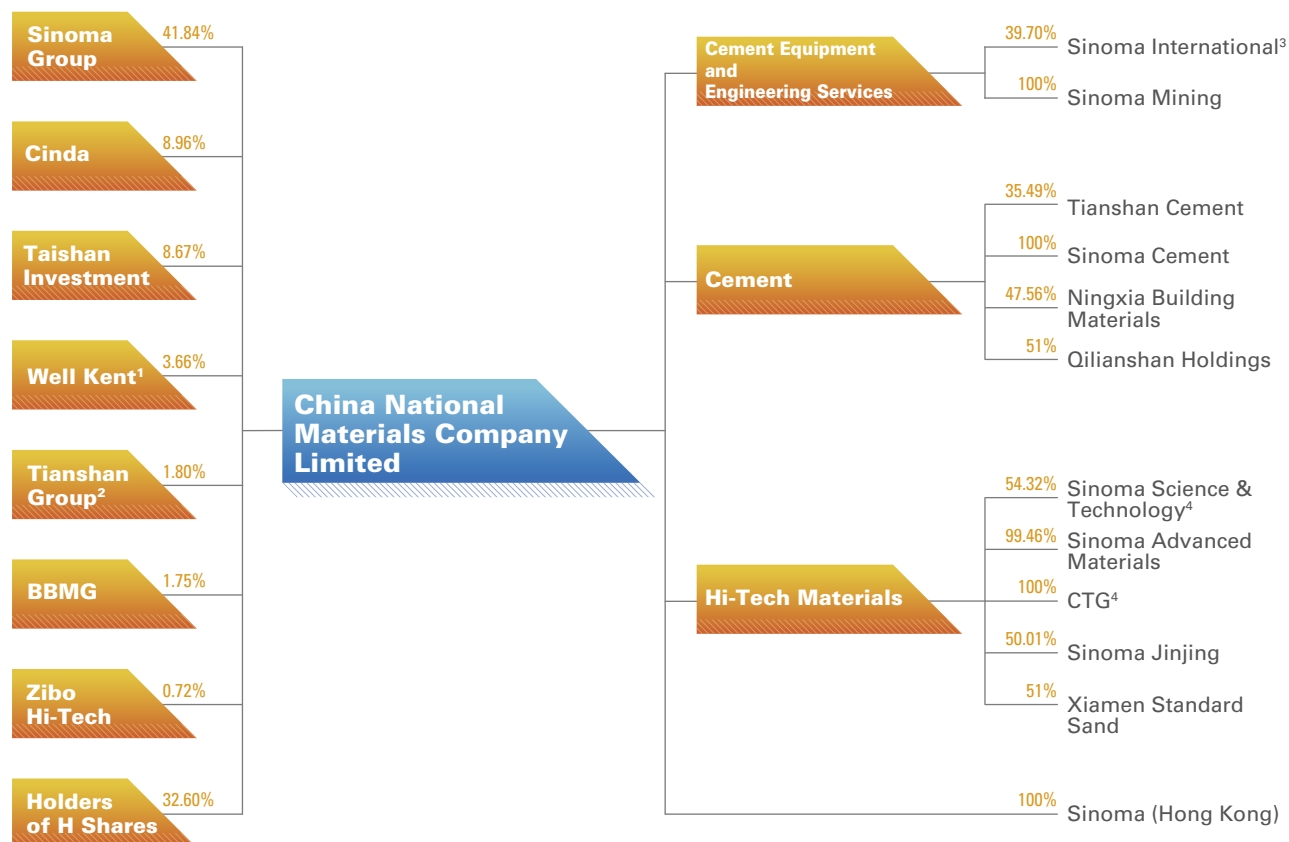 Sinoma
Group
41.84%
Cinda
8.96%
Taishan
Investment
8.67%
Well Kent¹
3.66%
Tianshan
Group²
1.80%
BBMG
1.75%
Zibo
Hi-Tech
0.72%
Holders
of H Shares
32.60%
China National
Materials Company
Limited
Cement Equipment
and
Engineering Services
39.70%
Sinoma International³
100%
Sinoma Mining
Cement
35.49%
Tianshan Cement
100%
Sinoma Cement
47.56%
Ningxia Building
Materials
51%
Qilianshan Holdings
Hi-Tech Materials
54.32%
Sinoma Science &
Technology⁴
99.46%
Sinoma Advanced
Materials
100%
CTG⁴
50.01%
Sinoma Jinjing
51%
Xiamen Standard
Sand
100%
Sinoma (Hong Kong)